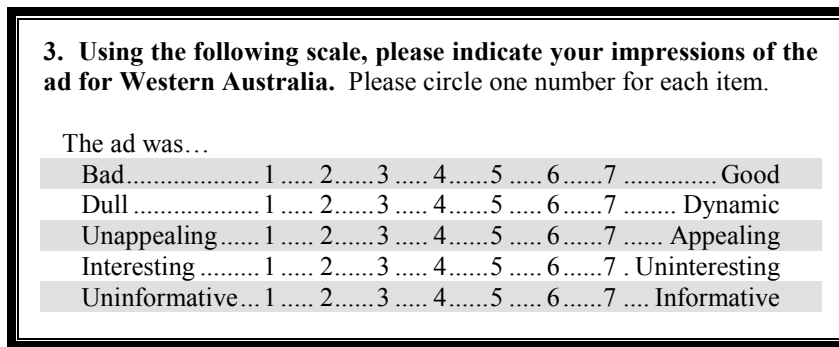 3. Using the following scale, please indicate your impressions of the
ad for Western Australia. Please circle one number for each item.
The ad was…
Bad.................... 1 ..... 2......3 ..... 4......5 ..... 6......7 .............. Good
Dull ................... 1 ..... 2......3 ..... 4......5 ..... 6......7 ........ Dynamic
Unappealing...... 1 ..... 2......3 ..... 4......5 ..... 6......7 ...... Appealing
Interesting ......... 1 ..... 2......3 ..... 4......5 ..... 6......7 . Uninteresting
Uninformative... 1 ..... 2......3 ..... 4......5 ..... 6......7 .... Informative